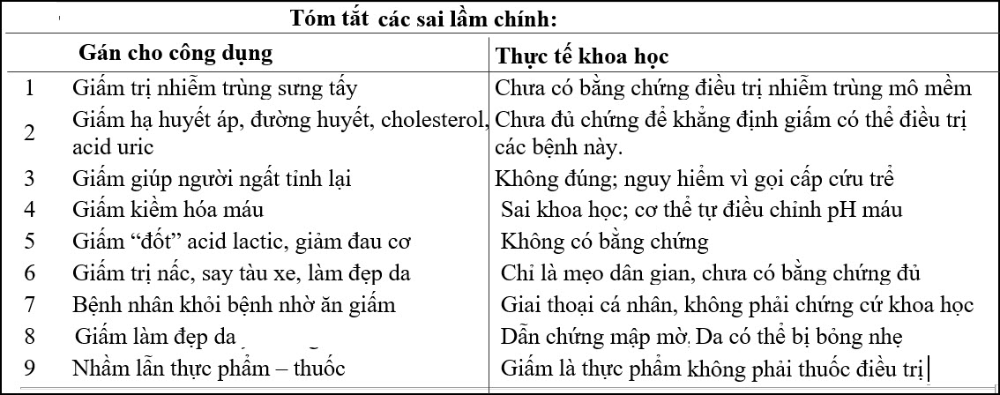 Tóm tắt các sai lầm chính:
Gán cho công dụng Thực tế khoa học
1 Giấm trị nhiễm trùng sưng tấy Chưa có bằng chứng điều trị nhiễm trùng mô mềm
2 Giấm hạ huyết áp, đường huyết, cholesterol, acid uric Chưa đủ chứng để khẳng định giấm có thể điều trị các bệnh này.
3 Giấm giúp người ngất tỉnh lại Không đúng; nguy hiểm vì gọi cấp cứu trể
4 Giấm kiềm hóa máu Sai khoa học; cơ thể tự điều chỉnh pH máu
5 Giấm “đốt” acid lactic, giảm đau cơ Không có bằng chứng
6 Giấm trị nấc, say tàu xe, làm đẹp da Chỉ là mẹo dân gian, chưa có bằng chứng đủ
7 Bệnh nhân khỏi bệnh nhờ ăn giấm Giai thoại cá nhân, không phải chứng cứ khoa học
8 Giấm làm đẹp da Dẫn chứng mập mờ, Da có thể bị bỏng nhẹ
9 Nhầm lẫn thực phẩm – thuốc Giấm là thực phẩm không phải thuốc điều trị